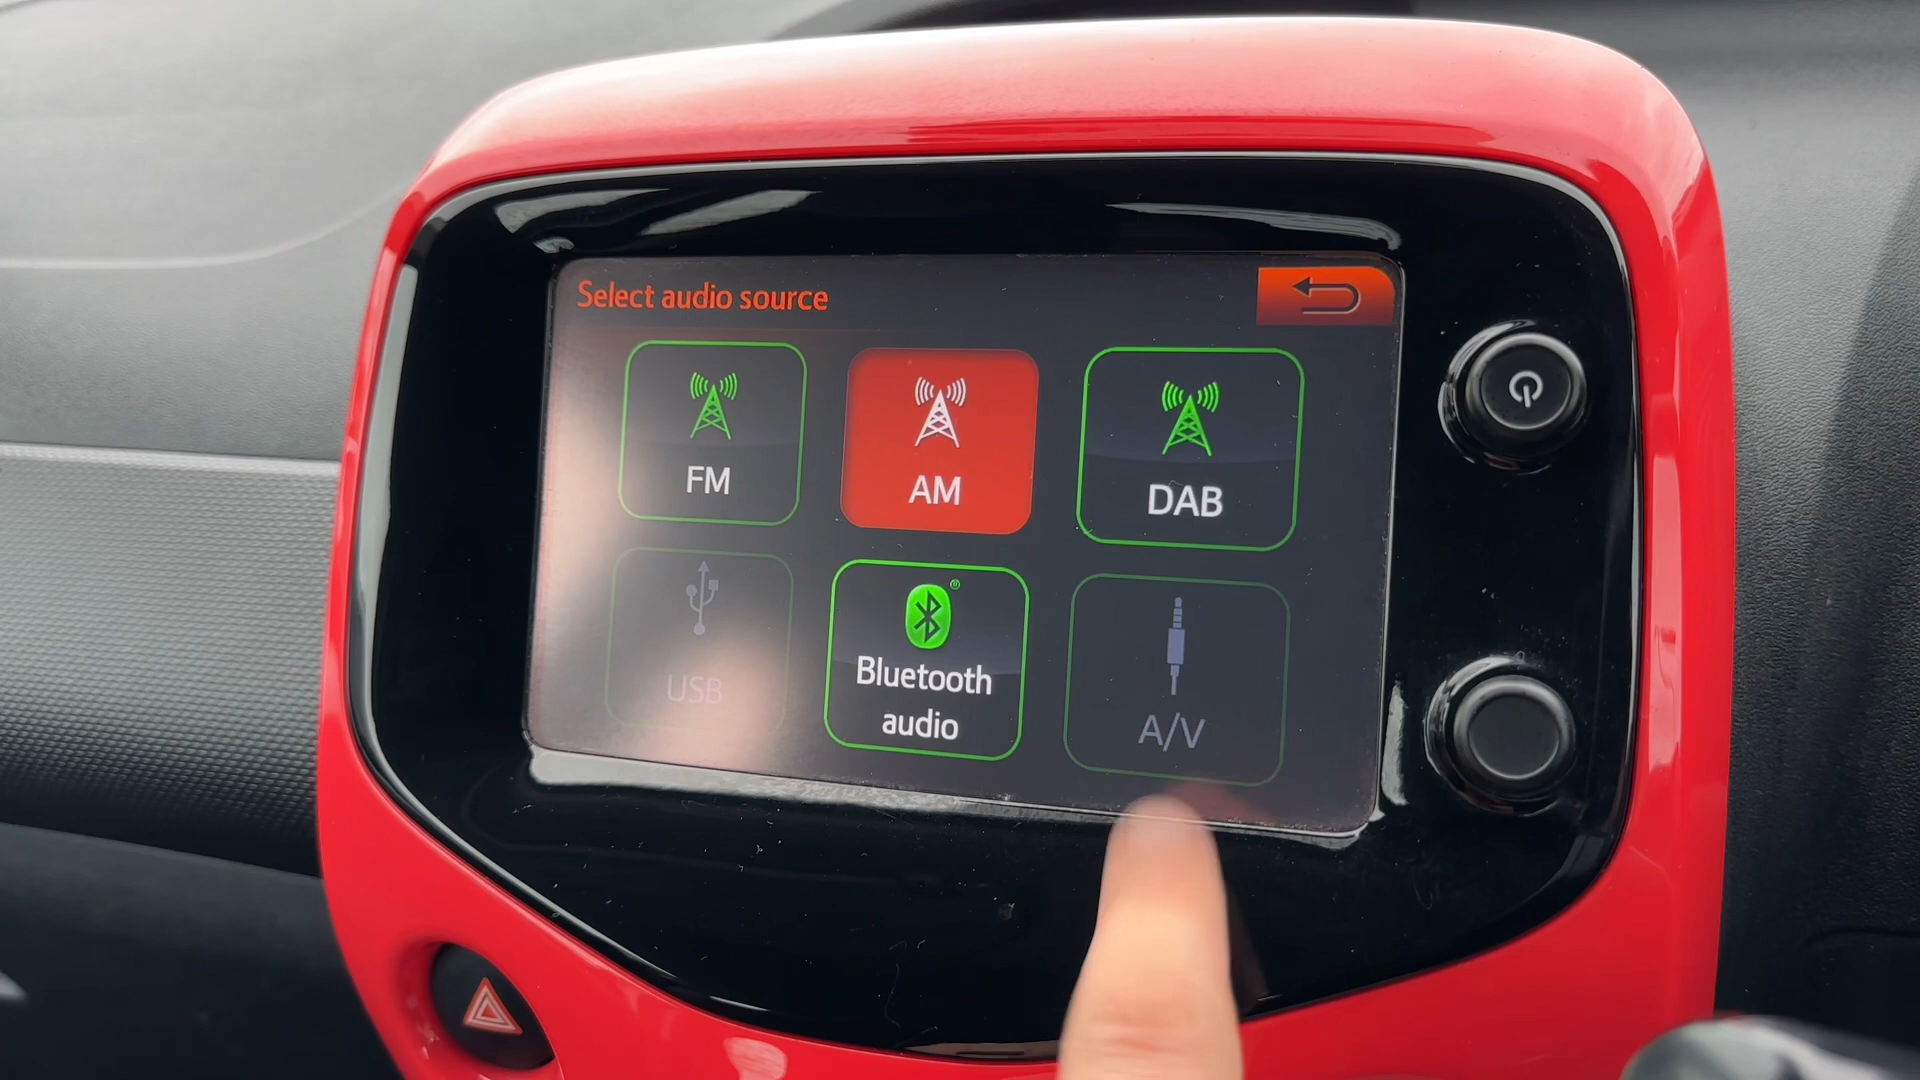 Select audio source
FM
AM
DAB
USB
Bluetooth
audio
A/V